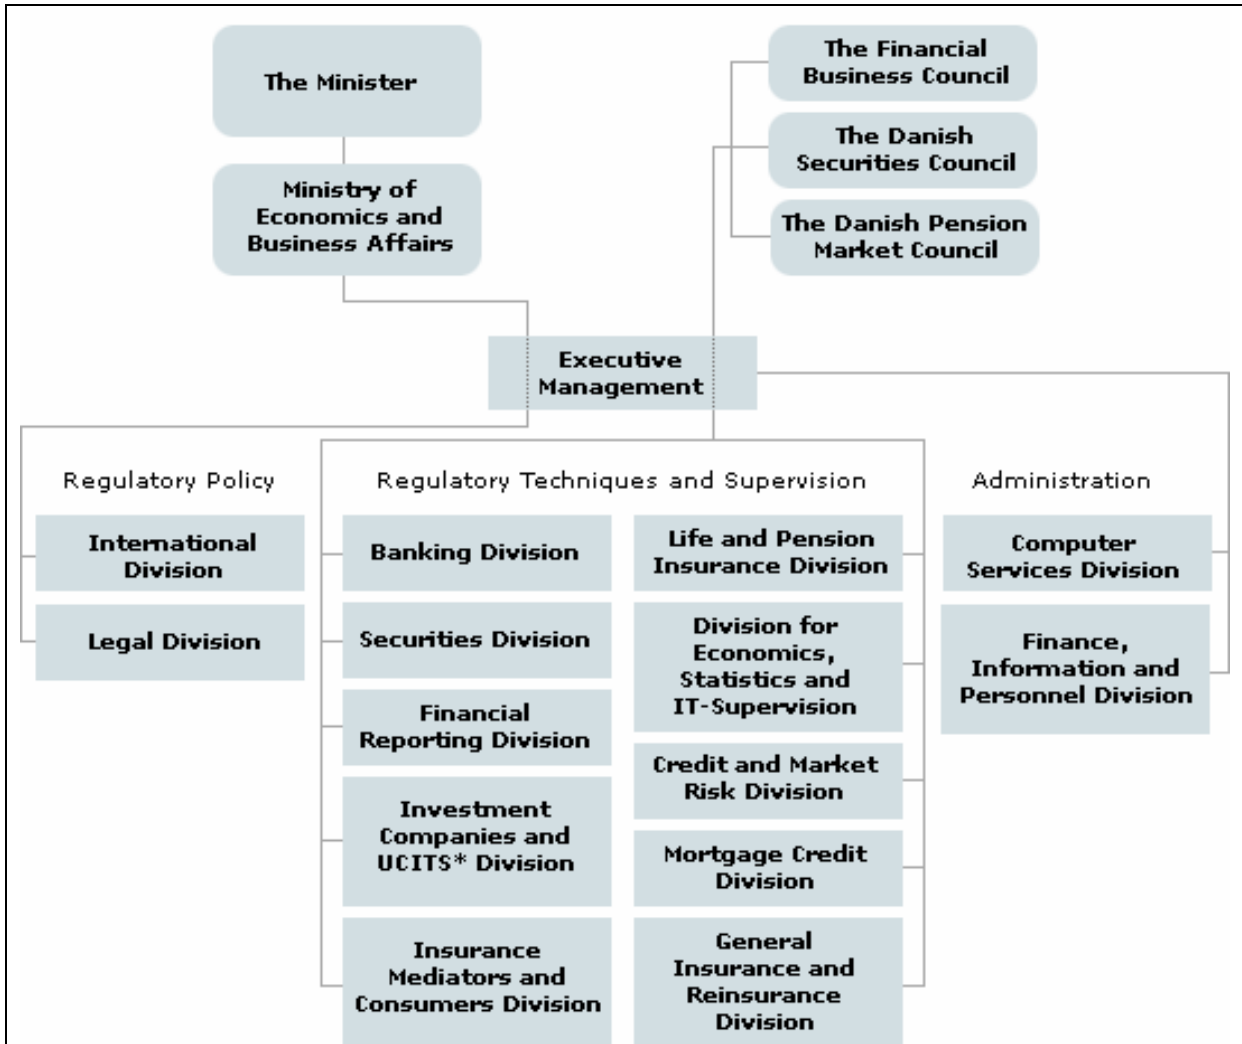 The Minister
Ministry of
Economics and
Business Affairs
The Financial
Business Council
The Danish
Securities Council
The Danish Pension
Market Council
Executive
Management
Regulatory Policy
International
Division
Legal Division
Regulatory Techniques and Supervision
Banking Division
Securities Division
Financial
Reporting Division
Investment
Companies and
UCITS* Division
Insurance
Mediators and
Consumers Division
Life and Pension
Insurance Division
Division for
Economics,
Statistics and
IT-Supervision
Credit and Market
Risk Division
Mortgage Credit
Division
General
Insurance and
Reinsurance
Division
Administration
Computer
Services Division
Finance,
Information and
Personnel Division